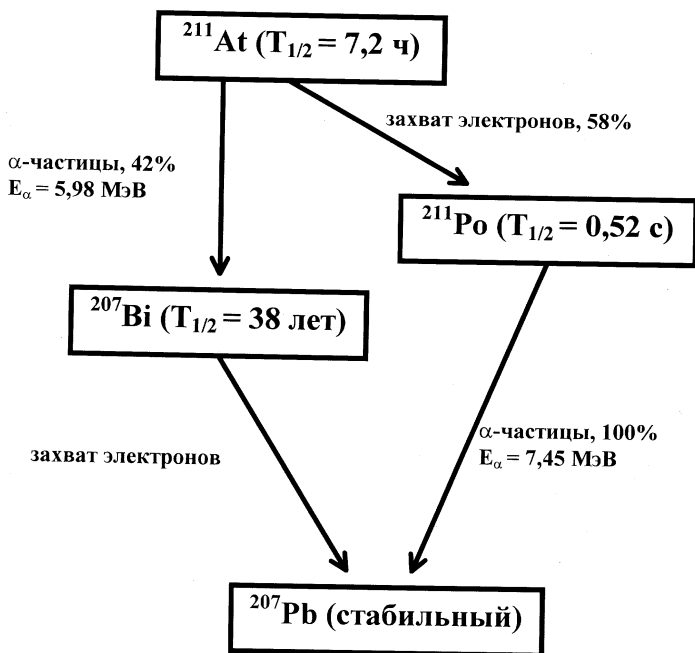 ²¹¹At (T₁/₂ = 7,2 ч)
захват электронов, 58%
α-частицы, 42%
Eα = 5,98 МэВ
²¹¹Po (T₁/₂ = 0,52 с)
²⁰⁷Bi (T₁/₂ = 38 лет)
α-частицы, 100%
Eα = 7,45 МэВ
захват электронов
²⁰⁷Pb (стабильный)